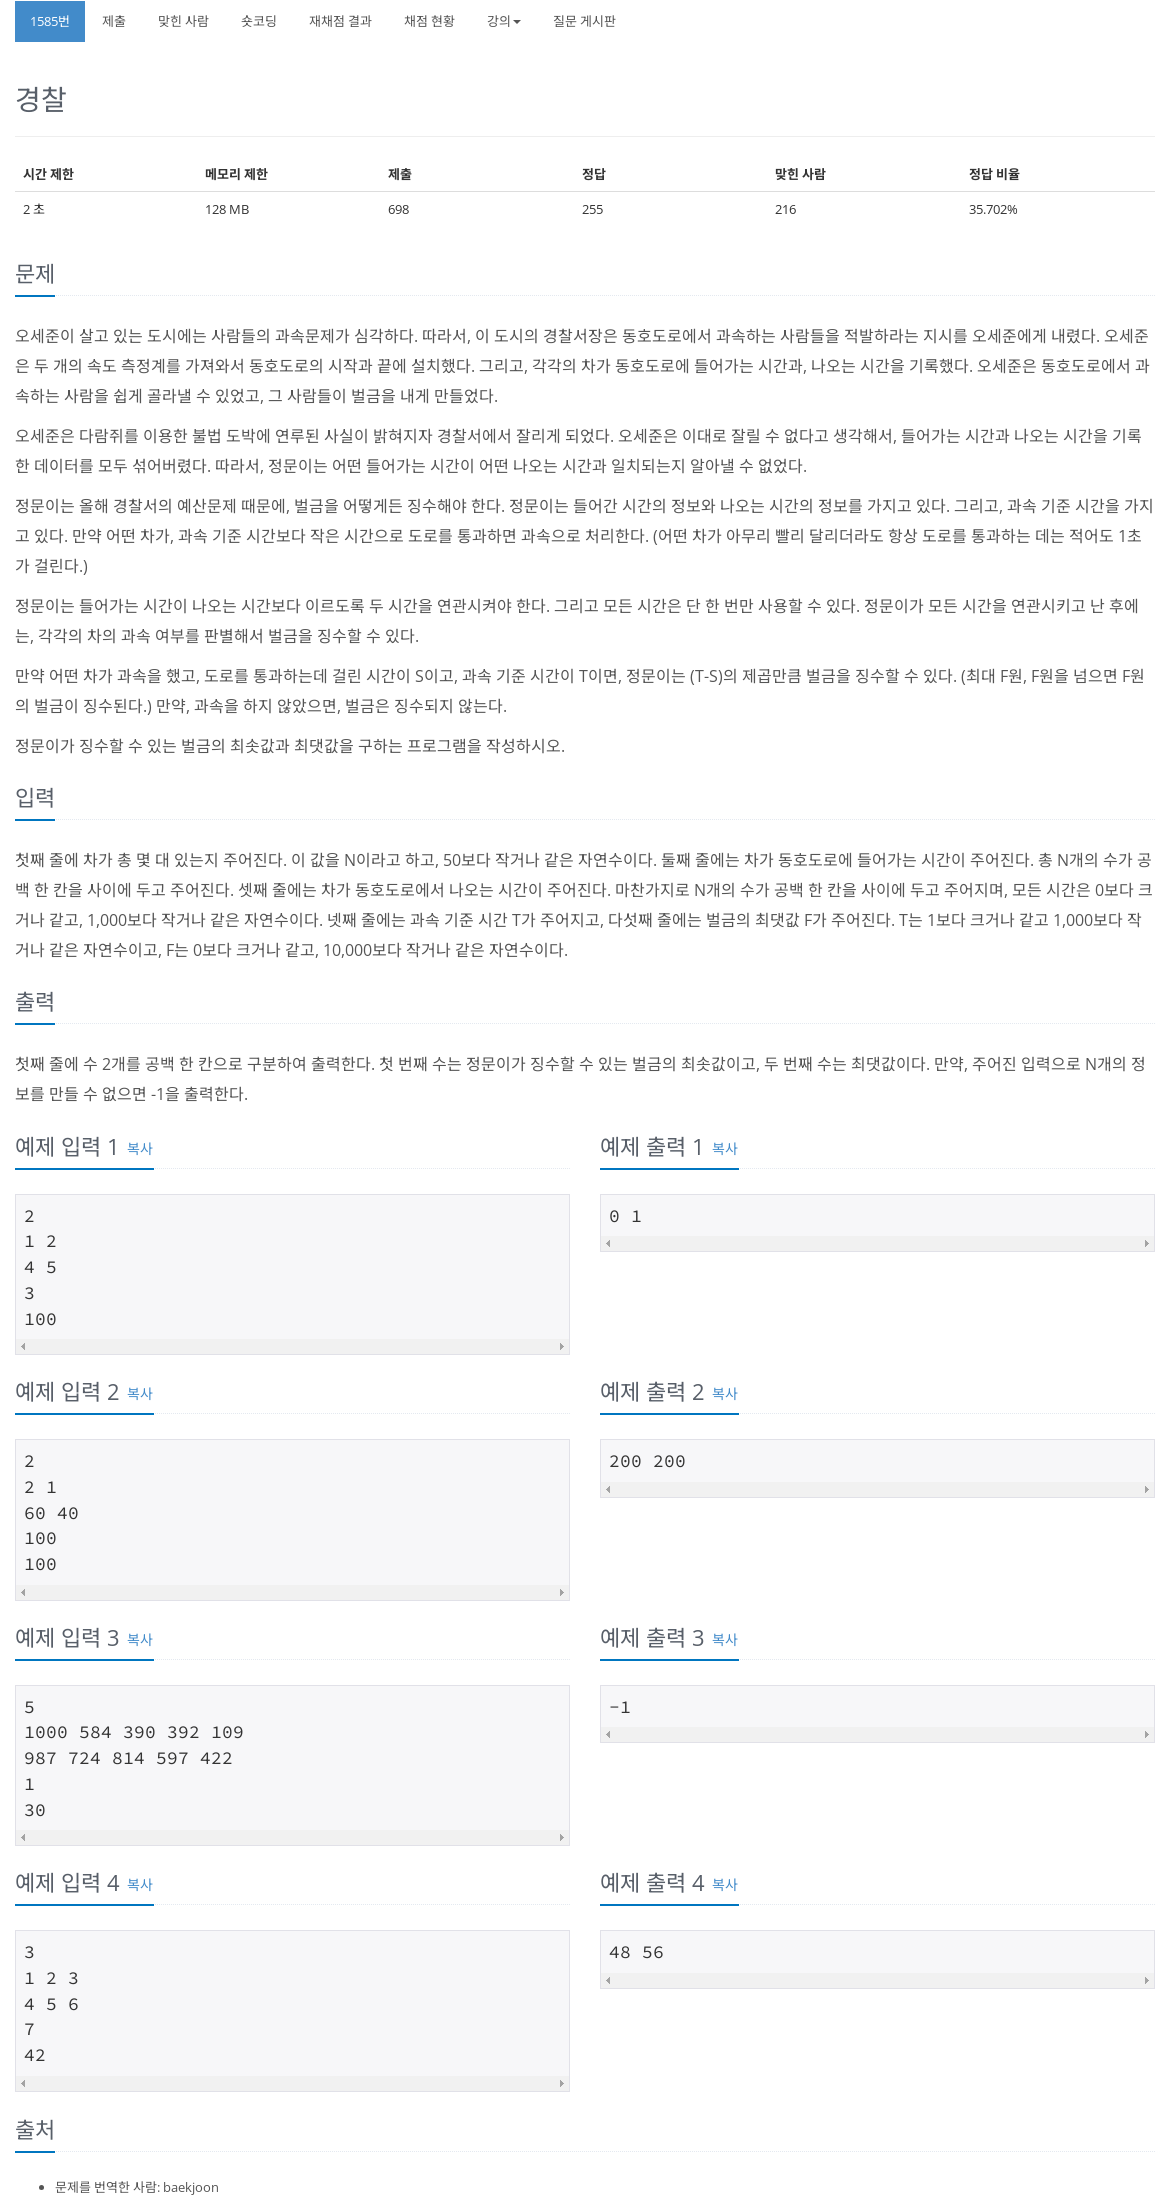 1585번 제출 맞힌 사람 숏코딩 재채점 결과 채점 현황 강의 질문 게시판
경찰
시간 제한 메모리 제한 제출 정답 맞힌 사람 정답 비율
2 초 128 MB 698 255 216 35.702%
문제
오세준이 살고 있는 도시에는 사람들의 과속문제가 심각하다. 따라서, 이 도시의 경찰서장은 동호도로에서 과속하는 사람들을 적발하라는 지시를 오세준에게 내렸다. 오세준
은 두 개의 속도 측정계를 가져와서 동호도로의 시작과 끝에 설치했다. 그리고, 각각의 차가 동호도로에 들어가는 시간과, 나오는 시간을 기록했다. 오세준은 동호도로에서 과
속하는 사람을 쉽게 골라낼 수 있었고, 그 사람들이 벌금을 내게 만들었다.
오세준은 다람쥐를 이용한 불법 도박에 연루된 사실이 밝혀지자 경찰서에서 잘리게 되었다. 오세준은 이대로 잘릴 수 없다고 생각해서, 들어가는 시간과 나오는 시간을 기록
한 데이터를 모두 섞어버렸다. 따라서, 정문이는 어떤 들어가는 시간이 어떤 나오는 시간과 일치되는지 알아낼 수 없었다.
정문이는 올해 경찰서의 예산문제 때문에, 벌금을 어떻게든 징수해야 한다. 정문이는 들어간 시간의 정보와 나오는 시간의 정보를 가지고 있다. 그리고, 과속 기준 시간을 가지
고 있다. 만약 어떤 차가, 과속 기준 시간보다 작은 시간으로 도로를 통과하면 과속으로 처리한다. (어떤 차가 아무리 빨리 달리더라도 항상 도로를 통과하는 데는 적어도 1초
가 걸린다.)
정문이는 들어가는 시간이 나오는 시간보다 이르도록 두 시간을 연관시켜야 한다. 그리고 모든 시간은 단 한 번만 사용할 수 있다. 정문이가 모든 시간을 연관시키고 난 후에
는, 각각의 차의 과속 여부를 판별해서 벌금을 징수할 수 있다.
만약 어떤 차가 과속을 했고, 도로를 통과하는데 걸린 시간이 S이고, 과속 기준 시간이 T이면, 정문이는 (T-S)의 제곱만큼 벌금을 징수할 수 있다. (최대 F원, F원을 넘으면 F원
의 벌금이 징수된다.) 만약, 과속을 하지 않았으면, 벌금은 징수되지 않는다.
정문이가 징수할 수 있는 벌금의 최솟값과 최댓값을 구하는 프로그램을 작성하시오.
입력
첫째 줄에 차가 총 몇 대 있는지 주어진다. 이 값을 N이라고 하고, 50보다 작거나 같은 자연수이다. 둘째 줄에는 차가 동호도로에 들어가는 시간이 주어진다. 총 N개의 수가 공
백 한 칸을 사이에 두고 주어진다. 셋째 줄에는 차가 동호도로에서 나오는 시간이 주어진다. 마찬가지로 N개의 수가 공백 한 칸을 사이에 두고 주어지며, 모든 시간은 0보다 크
거나 같고, 1,000보다 작거나 같은 자연수이다. 넷째 줄에는 과속 기준 시간 T가 주어지고, 다섯째 줄에는 벌금의 최댓값 F가 주어진다. T는 1보다 크거나 같고 1,000보다 작
거나 같은 자연수이고, F는 0보다 크거나 같고, 10,000보다 작거나 같은 자연수이다.
출력
첫째 줄에 수 2개를 공백 한 칸으로 구분하여 출력한다. 첫 번째 수는 정문이가 징수할 수 있는 벌금의 최솟값이고, 두 번째 수는 최댓값이다. 만약, 주어진 입력으로 N개의 정
보를 만들 수 없으면 -1을 출력한다.
예제 입력 1 복사
2
1 2
4 5
3
100
예제 출력 1 복사
0 1
예제 입력 2 복사
2
2 1
60 40
100
100
예제 출력 2 복사
200 200
예제 입력 3 복사
5
1000 584 390 392 109
987 724 814 597 422
1
30
예제 출력 3 복사
-1
예제 입력 4 복사
3
1 2 3
4 5 6
7
42
예제 출력 4 복사
48 56
출처
문제를 번역한 사람: baekjoon